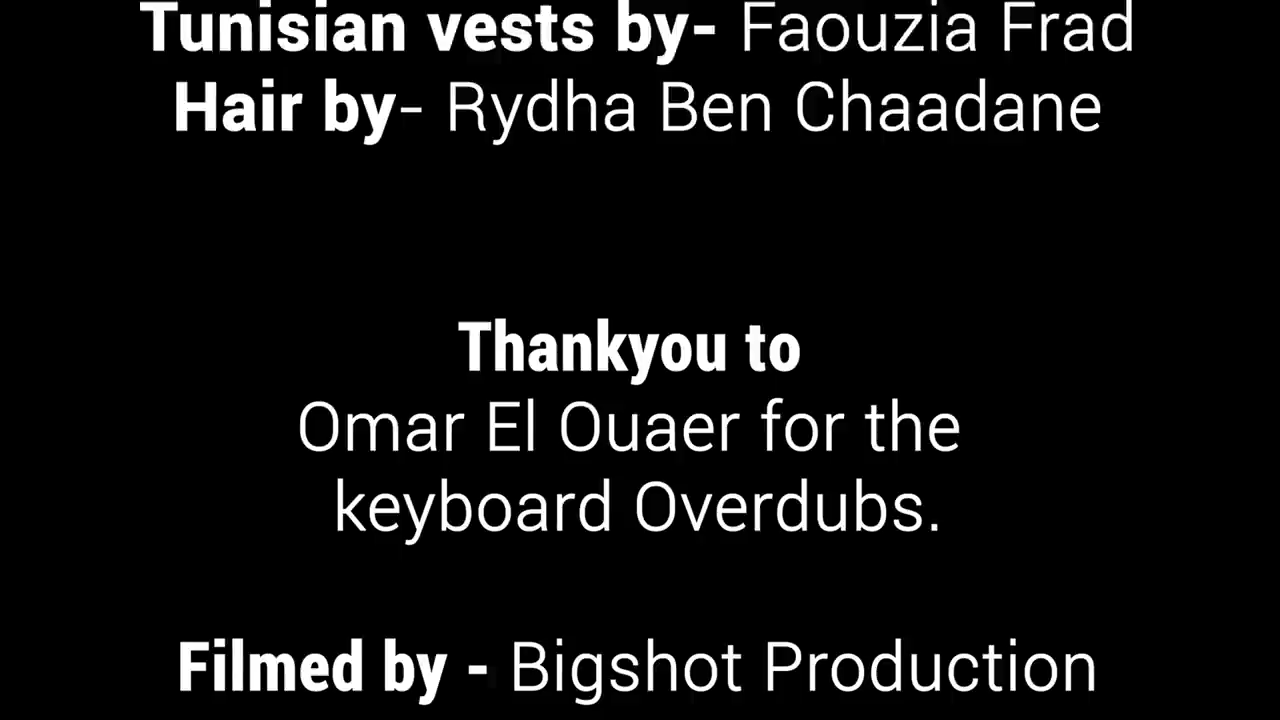 Tunisian vests by- Faouzia Frad
Hair by- Rydha Ben Chaadane
Thankyou to
Omar El Ouaer for the
keyboard Overdubs.
Filmed by - Bigshot Production